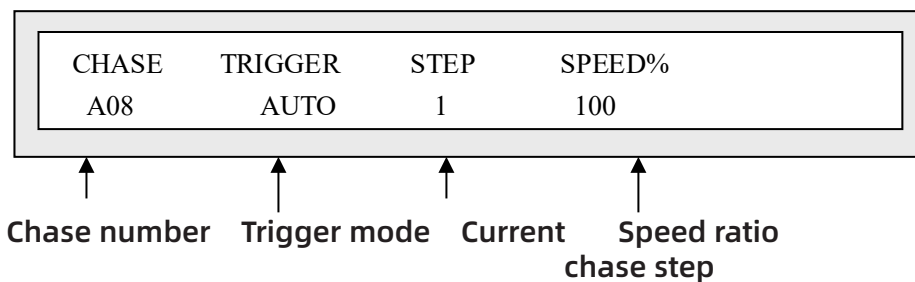 CHASE TRIGGER STEP SPEED%
A08 AUTO 1 100
Chase number Trigger mode Current Speed ratio
chase step